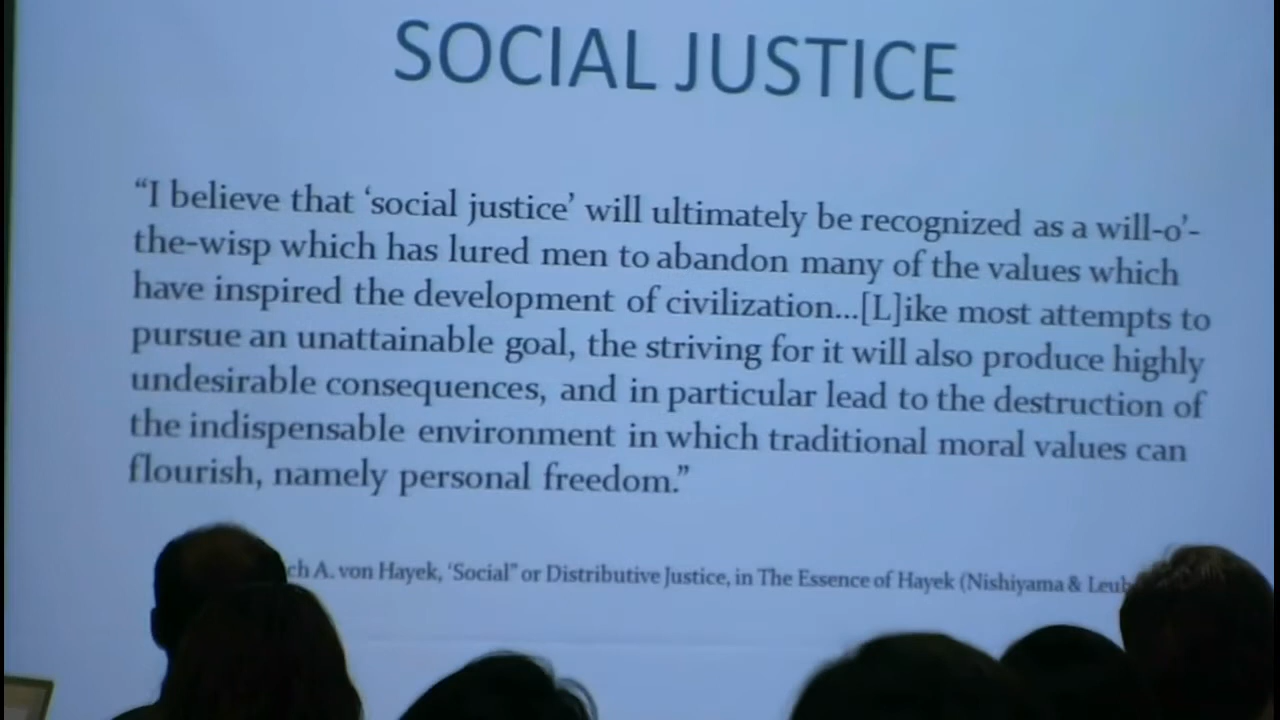 SOCIAL JUSTICE
“I believe that ‘social justice’ will ultimately be recognized as a will-o’-
the-wisp which has lured men to abandon many of the values which
have inspired the development of civilization...[L]ike most attempts to
pursue an unattainable goal, the striving for it will also produce highly
undesirable consequences, and in particular lead to the destruction of
the indispensable environment in which traditional moral values can
flourish, namely personal freedom.”
A. von Hayek, ‘Social” or Distributive Justice, in The Essence of Hayek (Nishiyama &